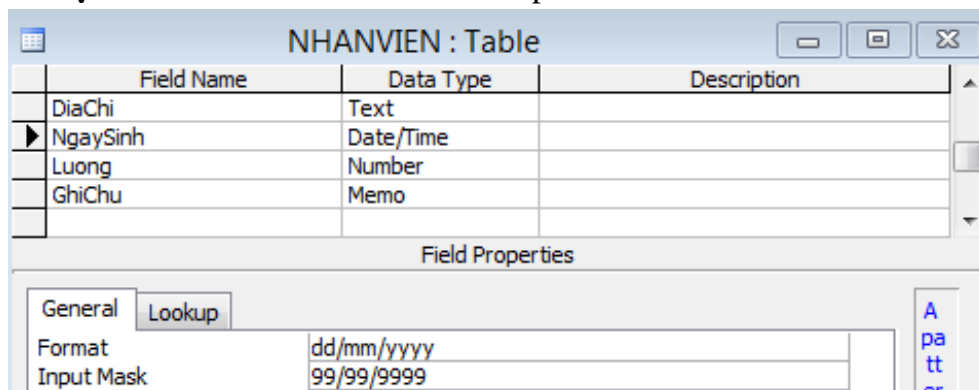 NHANVIEN : Table
Field Name Data Type Description
DiaChi Text
NgaySinh Date/Time
Luong Number
GhiChu Memo
Field Properties
General Lookup
Format dd/mm/yyyy
Input Mask 99/99/9999
A
pa
tt